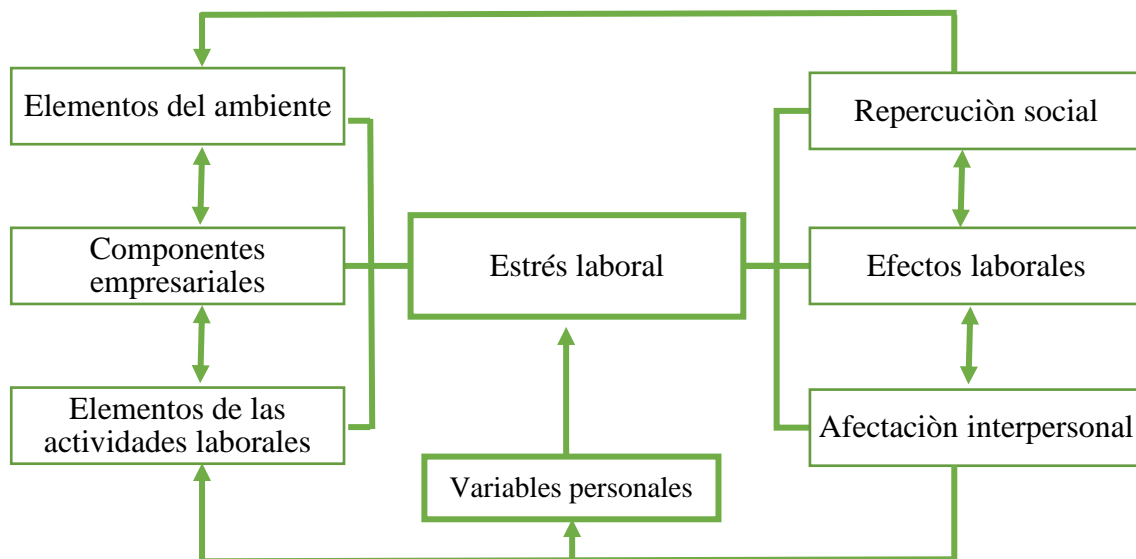 Elementos del ambiente
Repercuciòn social
Componentes
empresariales
Estrés laboral
Efectos laborales
Elementos de las
actividades laborales
Afectaciòn interpersonal
Variables personales